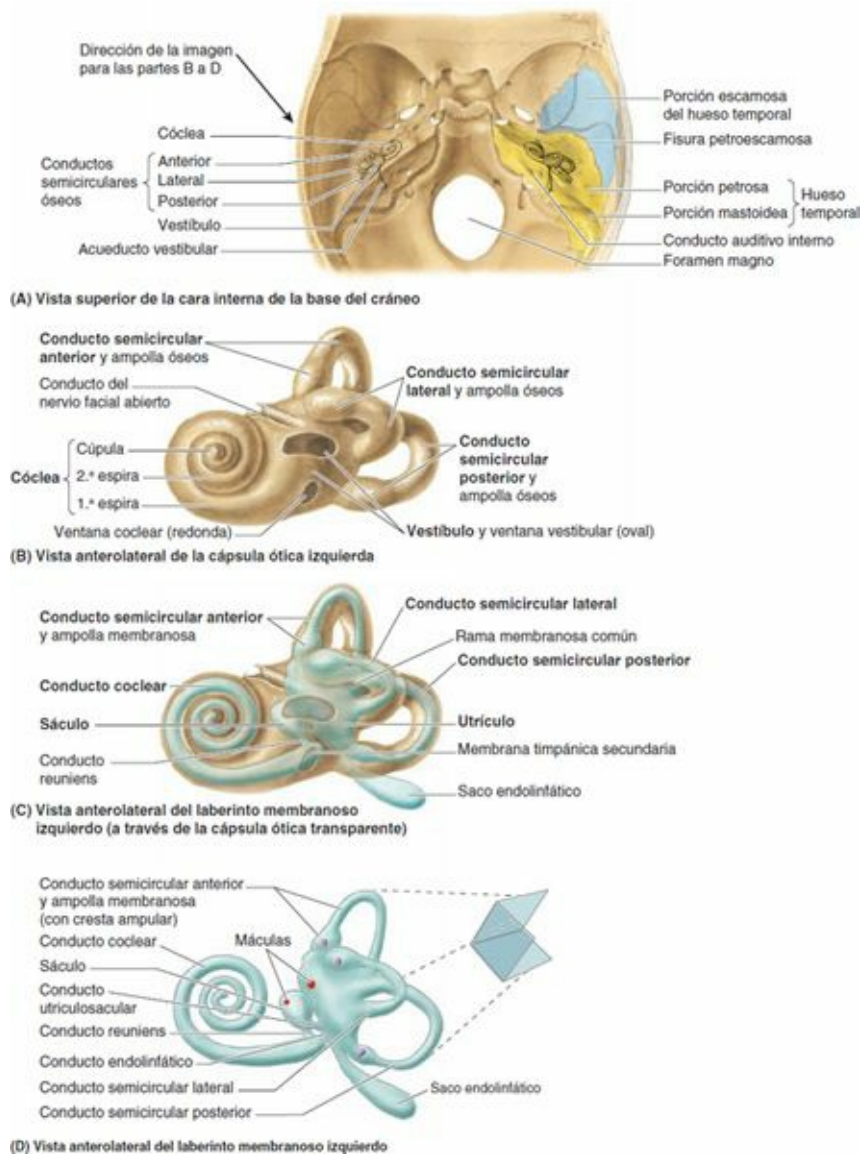 Dirección de la imagen
para las partes B a D
Cóclea
Conductos
semicirculares
óseos
Anterior
Lateral
Posterior
Vestíbulo
Acueducto vestibular
Porción escamosa
del hueso temporal
Fisura petroescamosa
Porción petrosa
Porción mastoidea
Hueso
temporal
Conducto auditivo interno
Foramen magno
(A) Vista superior de la cara interna de la base del cráneo
Conducto semicircular
anterior y ampolla óseos
Conducto del
nervio facial abierto
Cóclea
Cúpula
2.ª espira
1.ª espira
Ventana coclear (redonda)
Conducto semicircular
lateral y ampolla óseos
Conducto
semicircular
posterior y
ampolla óseos
Vestíbulo y ventana vestibular (oval)
(B) Vista anterolateral de la cápsula ótica izquierda
Conducto semicircular anterior
y ampolla membranosa
Conducto coclear
Sáculo
Conducto
reuniens
Conducto semicircular lateral
Rama membranosa común
Conducto semicircular posterior
Utrículo
Membrana timpánica secundaria
Saco endolinfático
(C) Vista anterolateral del laberinto membranoso
izquierdo (a través de la cápsula ótica transparente)
Conducto semicircular anterior
y ampolla membranosa
(con cresta ampular)
Conducto coclear
Máculas
Sáculo
Conducto
utriculosacular
Conducto reuniens
Conducto endolinfático
Conducto semicircular lateral
Conducto semicircular posterior
Saco endolinfático
(D) Vista anterolateral del laberinto membranoso izquierdo